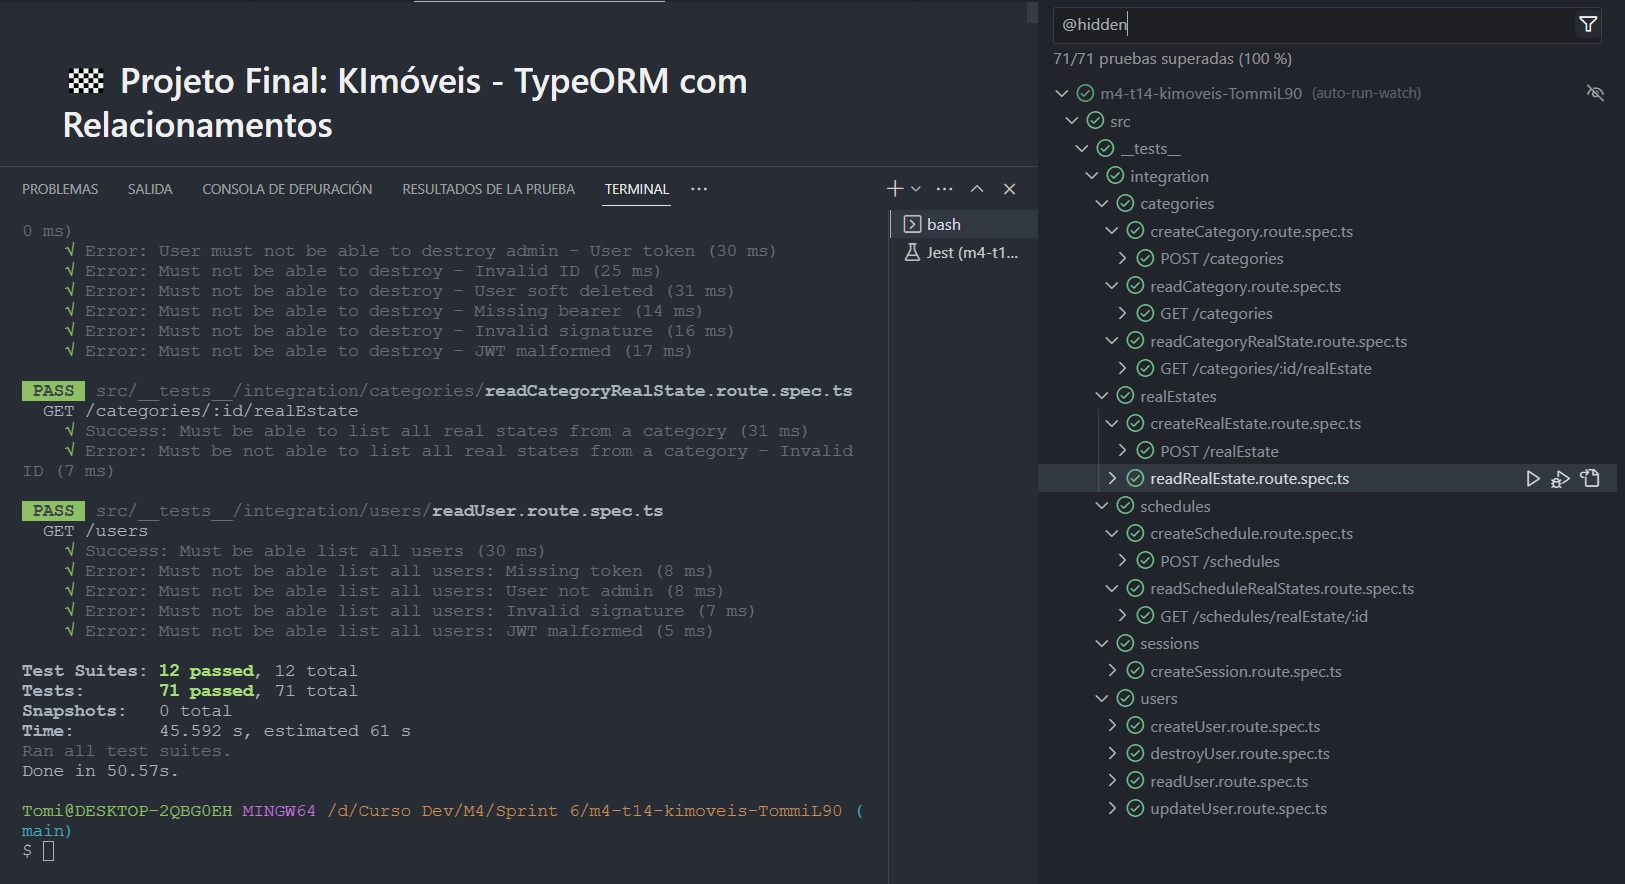 Projeto Final: KImóveis - TypeORM com
Relacionamentos
PROBLEMAS SALIDA CONSOLA DE DEPURACIÓN RESULTADOS DE LA PRUEBA TERMINAL
0 ms)
√ Error: User must not be able to destroy admin - User token (30 ms)
√ Error: Must not be able to destroy - Invalid ID (25 ms)
√ Error: Must not be able to destroy - User soft deleted (31 ms)
√ Error: Must not be able to destroy - Missing bearer (14 ms)
√ Error: Must not be able to destroy - Invalid signature (16 ms)
√ Error: Must not be able to destroy - JWT malformed (17 ms)
PASS src/__tests__/integration/categories/readCategoryRealState.route.spec.ts
GET /categories/:id/realEstate
√ Success: Must be able to list all real states from a category (31 ms)
√ Error: Must be not able to list all real states from a category - Invalid
ID (7 ms)
PASS src/__tests__/integration/users/readUser.route.spec.ts
GET /users
√ Success: Must be able list all users (30 ms)
√ Error: Must not be able list all users: Missing token (8 ms)
√ Error: Must not be able list all users: User not admin (8 ms)
√ Error: Must not be able list all users: Invalid signature (7 ms)
√ Error: Must not be able list all users: JWT malformed (5 ms)
Test Suites: 12 passed, 12 total
Tests: 71 passed, 71 total
Snapshots: 0 total
Time: 45.592 s, estimated 61 s
Ran all test suites.
Done in 50.57s.
Tomi@DESKTOP-2QBG0EH MINGW64 /d/Curso Dev/M4/Sprint 6/m4-t14-kimoveis-TommiL90 (
main)
$
bash
Jest (m4-t1...
@hidden
71/71 pruebas superadas (100 %)
m4-t14-kimoveis-TommiL90 (auto-run-watch)
src
__tests__
integration
categories
createCategory.route.spec.ts
POST /categories
readCategory.route.spec.ts
GET /categories
readCategoryRealState.route.spec.ts
GET /categories/:id/realEstate
realEstates
createRealEstate.route.spec.ts
POST /realEstate
readRealEstate.route.spec.ts
schedules
createSchedule.route.spec.ts
POST /schedules
readScheduleRealStates.route.spec.ts
GET /schedules/realEstate/:id
sessions
createSession.route.spec.ts
users
createUser.route.spec.ts
destroyUser.route.spec.ts
readUser.route.spec.ts
updateUser.route.spec.ts